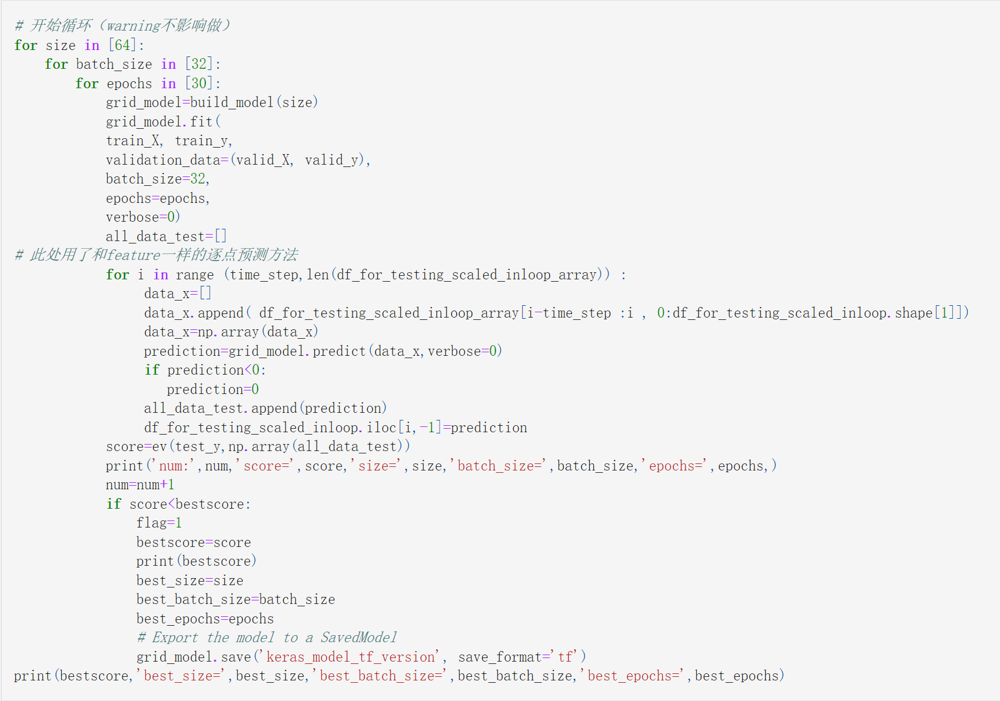 # 开始循环（warning不影响做）
for size in [64]:
    for batch_size in [32]:
        for epochs in [30]:
            grid_model=build_model(size)
            grid_model.fit(
            train_X, train_y,
            validation_data=(valid_X, valid_y),
            batch_size=32,
            epochs=epochs,
            verbose=0)
            all_data_test=[]
# 此处用了和feature一样的逐点预测方法
            for i in range (time_step,len(df_for_testing_scaled_inloop_array)) :
                 data_x=[]
                 data_x.append( df_for_testing_scaled_inloop_array[i-time_step :i , 0:df_for_testing_scaled_inloop.shape[1]])
                 data_x=np.array(data_x)
                 prediction=grid_model.predict(data_x,verbose=0)
                 if prediction<0:
                    prediction=0
                 all_data_test.append(prediction)
                 df_for_testing_scaled_inloop.iloc[i,-1]=prediction
            score=ev(test_y,np.array(all_data_test))
            print('num:',num,'score=',score,'size=',size,'batch_size=',batch_size,'epochs=',epochs,)
            num=num+1
            if score<bestscore:
                flag=1
                bestscore=score
                print(bestscore)
                best_size=size
                best_batch_size=batch_size
                best_epochs=epochs
                # Export the model to a SavedModel
                grid_model.save('keras_model_tf_version', save_format='tf')
print(bestscore,'best_size=',best_size,'best_batch_size=',best_batch_size,'best_epochs=',best_epochs)